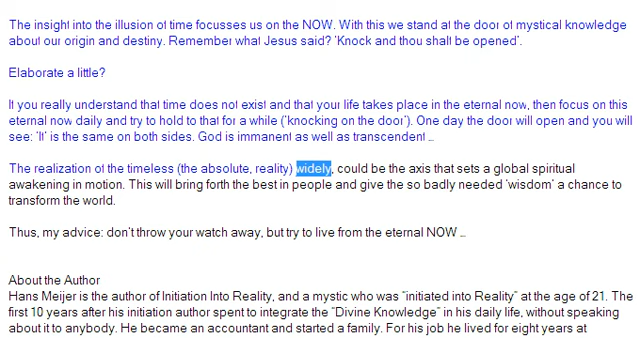 The insight into the illusion of time focusses us on the NOW. With this we stand at the door of mystical knowledge
about our origin and destiny. Remember what Jesus said? 'Knock and thou shalt be opened'.
Elaborate a little?
If you really understand that time does not exist and that your life takes place in the eternal now, then focus on this
eternal now daily and try to hold to that for a while ('knocking on the door'). One day the door will open and you will
see: 'It' is the same on both sides. God is immanent as well as transcendent ...
The realization of the timeless (the absolute, reality) widely, could be the axis that sets a global spiritual
awakening in motion. This will bring forth the best in people and give the so badly needed 'wisdom' a chance to
transform the world.
Thus, my advice: don't throw your watch away, but try to live from the eternal NOW ...
About the Author
Hans Meijer is the author of Initiation Into Reality, and a mystic who was "initiated into Reality" at the age of 21. The
first 10 years after his initiation author spent to integrate the "Divine Knowledge" in his daily life, without speaking
about it to anybody. He became an accountant and started a family. For his job he lived for eight years at